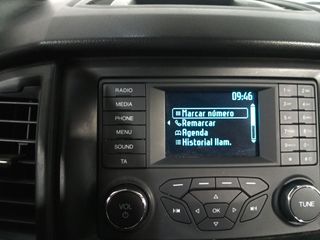 09:46
RADIO
MEDIA
PHONE
MENU
SOUND
TA
Marcar número
Remarcar
Agenda
Historial llam.
VOL
OK
TUNE